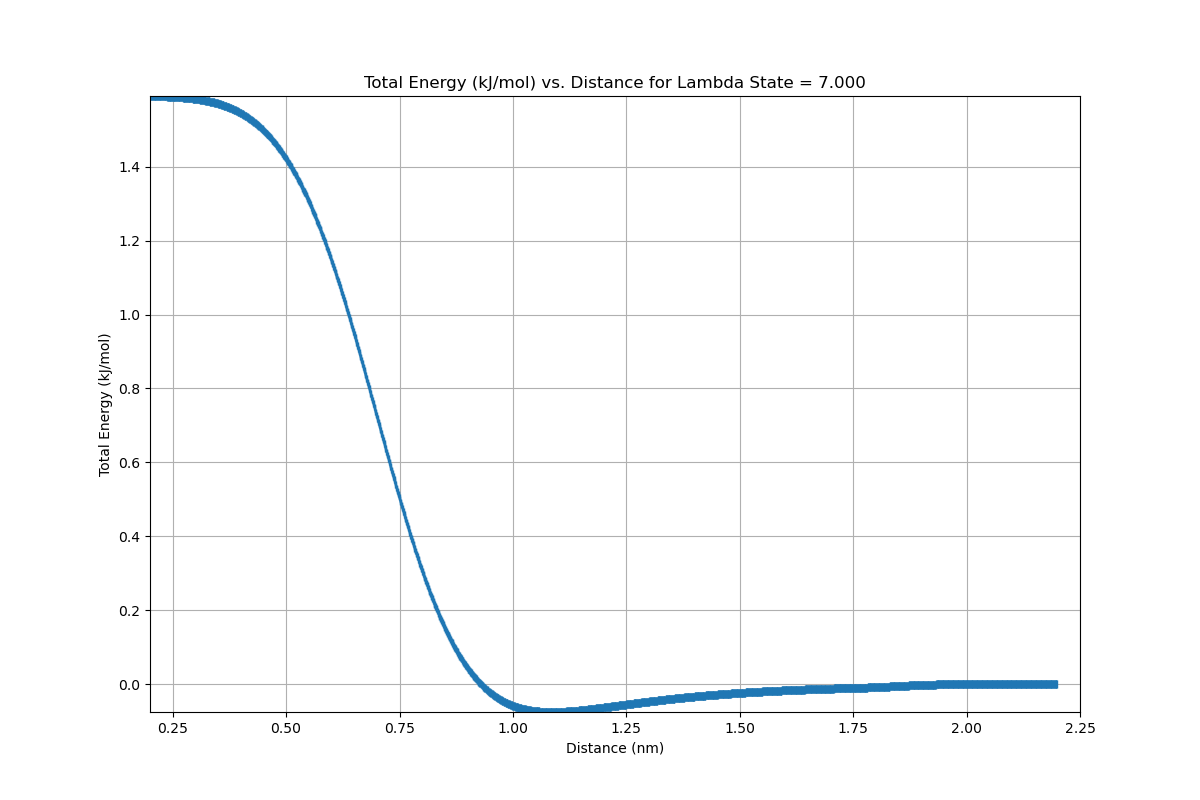 Total Energy (kJ/mol) vs. Distance for Lambda State = 7.000
Total Energy (kJ/mol)
1.4
1.2
1.0
0.8
0.6
0.4
0.2
0.0
0.25 0.50 0.75 1.00 1.25 1.50 1.75 2.00 2.25
Distance (nm)